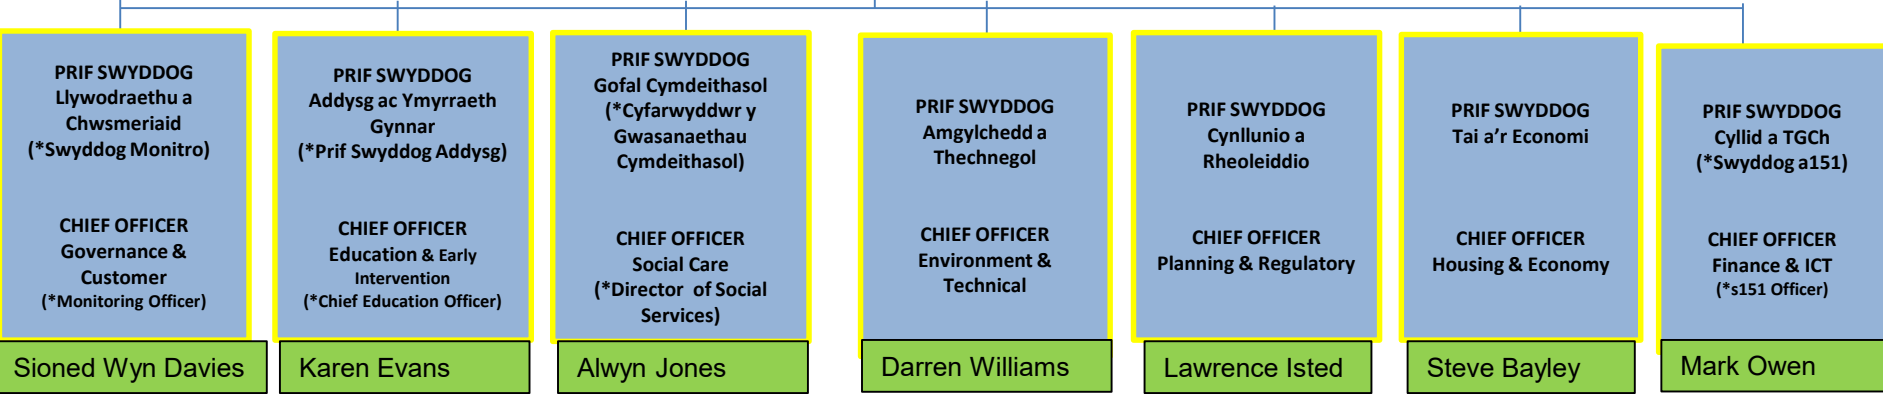 PRIF SWYDDOG
Llywodraethu a
Chwsmeriaid
(*Swyddog Monitro)
CHIEF OFFICER
Governance &
Customer
(*Monitoring Officer)
Sioned Wyn Davies
PRIF SWYDDOG
Addysg ac Ymyrraeth
Gynnar
(*Prif Swyddog Addysg)
CHIEF OFFICER
Education & Early
Intervention
(*Chief Education Officer)
Karen Evans
PRIF SWYDDOG
Gofal Cymdeithasol
(*Cyfarwyddwr y
Gwasanaethau
Cymdeithasol)
CHIEF OFFICER
Social Care
(*Director of Social
Services)
Alwyn Jones
PRIF SWYDDOG
Amgylchedd a
Thechnegol
CHIEF OFFICER
Environment &
Technical
Darren Williams
PRIF SWYDDOG
Cynllunio a
Rheoleiddio
CHIEF OFFICER
Planning & Regulatory
Lawrence Isted
PRIF SWYDDOG
Tai a’r Economi
CHIEF OFFICER
Housing & Economy
Steve Bayley
PRIF SWYDDOG
Cyllid a TGCh
(*Swyddog a151)
CHIEF OFFICER
Finance & ICT
(*s151 Officer)
Mark Owen